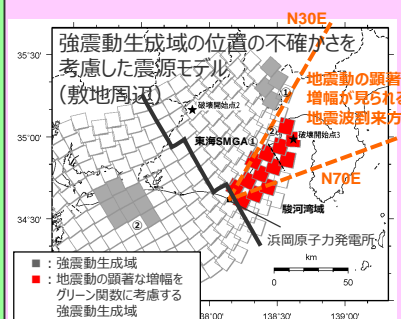 N30E
強震動生成域の位置の不確かさを
考慮した震源モデル
(敷地周辺)
35°30'
地震動の顕著
増幅が見られる
地震波到来方
①
★破壊開始点2
②
★破壊開始点3
35°00'
東海SMGA①
N70E
駿河湾域
34°30'
②
浜岡原子力発電所
km
0 50
■ : 強震動生成域
■ : 地震動の顕著な増幅を
グリーン関数に考慮する
強震動生成域
138°00' 138°30' 139°00'